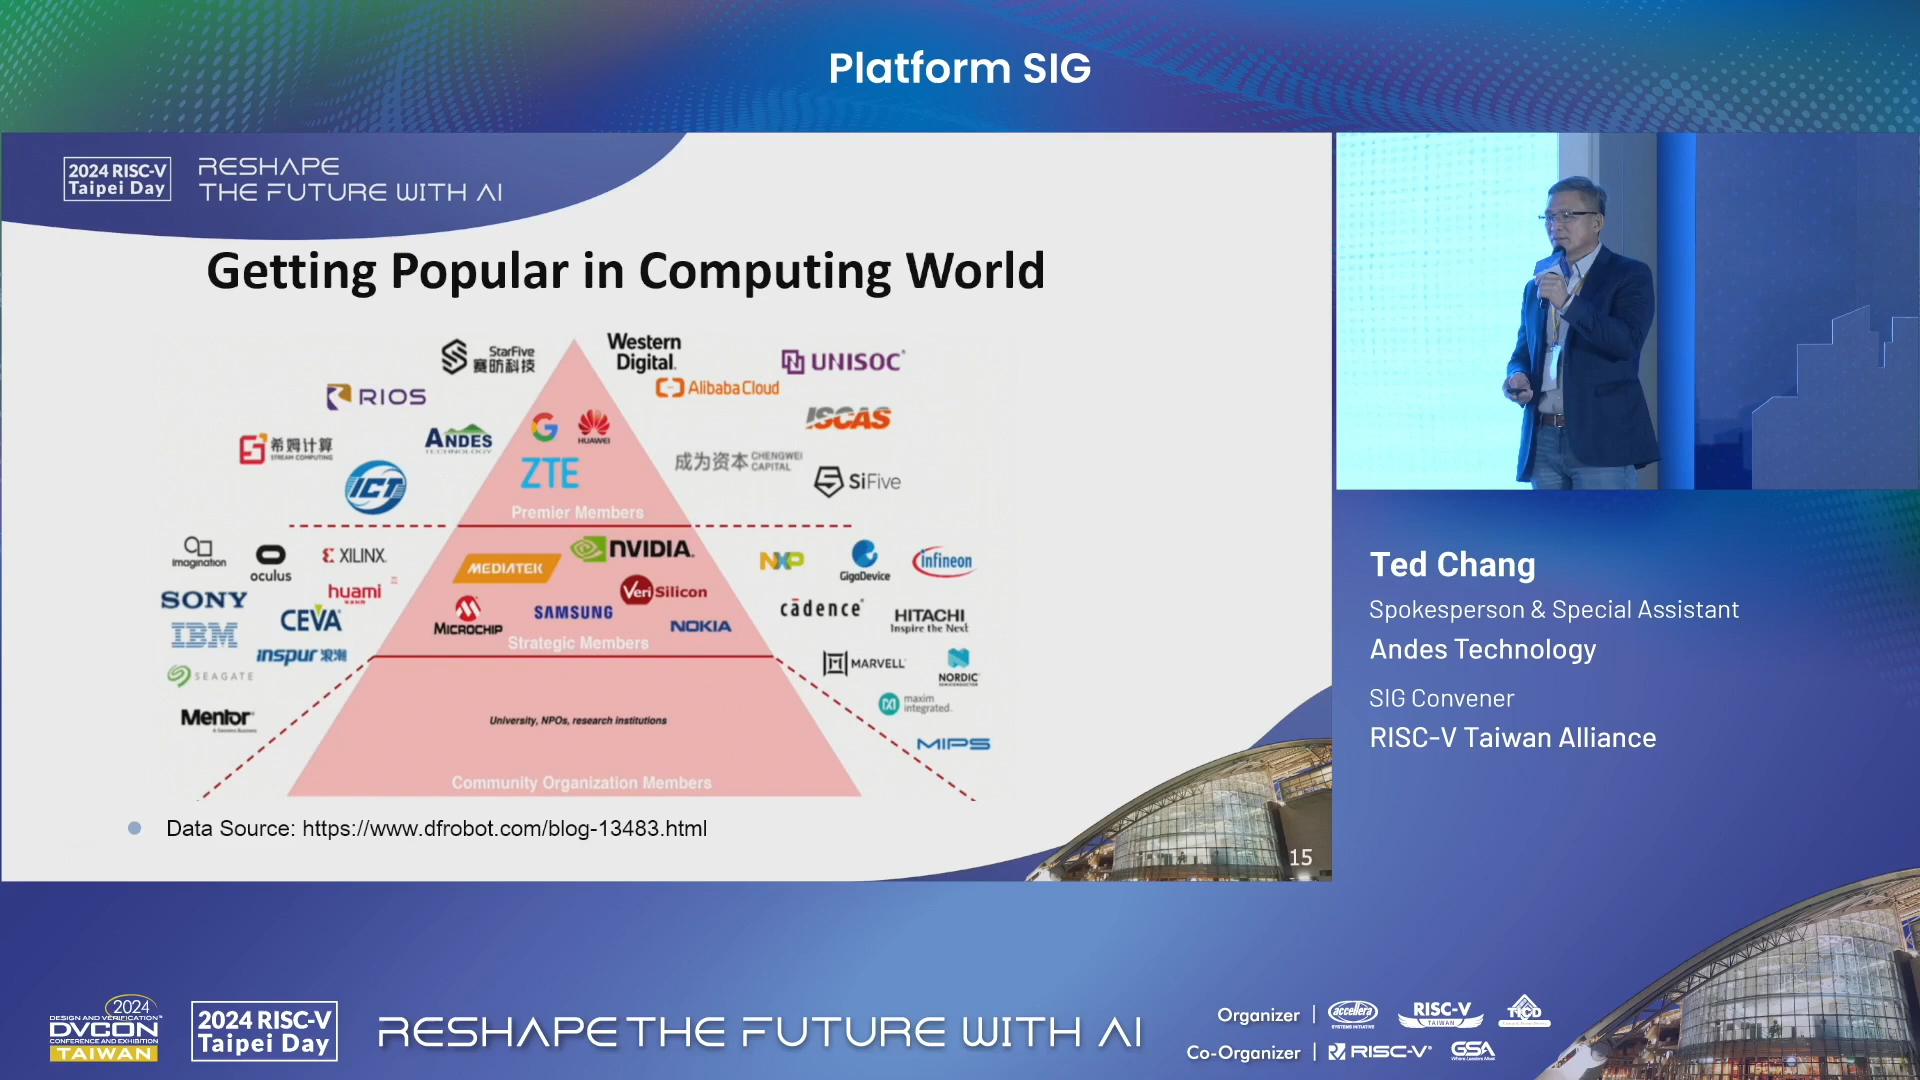 Platform SIG
2024 RISC-V
Taipei Day
RESHAPE
THE FUTURE WITH AI
Getting Popular in Computing World
StarFive
赛昉科技
Western
Digital.
UNISOC
RIOS
Alibaba Cloud
ISCAS
希姆计算
STREAM COMPUTING
ANDES
TECHNOLOGY
G
HUAWEI
成为资本 CHENGWEI
CAPITAL
ICT
ZTE
SiFive
Premier Members
imagination
oculus
XILINX
MEDIATEK
NVIDIA.
NXP
GigaDevice
infineon
huami
SONY
CEVA
IBM
inspur 浪潮
SEAGATE
Mentor
MICROCHIP
SAMSUNG
VeriSilicon
NOKIA
Strategic Members
cādence
HITACHI
Inspire the Next
MARVELL
NORDIC
SEMICONDUCTOR
maxim
integrated.
MIPS
University, NPOs, research institutions
Community Organization Members
Data Source: https://www.dfrobot.com/blog-13483.html
15
Ted Chang
Spokesperson & Special Assistant
Andes Technology
SIG Convener
RISC-V Taiwan Alliance
2024
DESIGN AND VERIFICATION™
DVCON
CONFERENCE AND EXHIBITION
TAIWAN
2024 RISC-V
Taipei Day
RESHAPE THE FUTURE WITH AI
Organizer | accellera
SYSTEMS INITIATIVE
RISC-V
TAIWAN
Co-Organizer | RISC-V
GSA
Where Leaders Meet